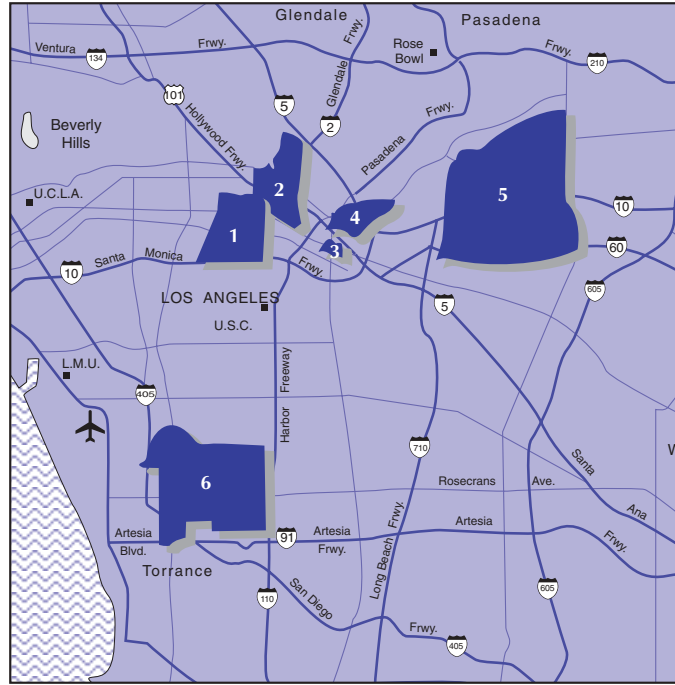 Glendale
Pasadena
Ventura
Frwy.
134
Rose
Bowl
Frwy.
210
101
Hollywood Frwy.
5
Glendale
Frwy.
2
Pasadena
Frwy.
Beverly
Hills
U.C.L.A.
1
2
3
4
5
10
60
Santa
Monica
Frwy.
10
LOS ANGELES
U.S.C.
605
5
L.M.U.
405
Harbor
Freeway
710
6
Rosecrans
Ave.
Santa
Ana
Frwy.
W
Artesia
Blvd.
91
Artesia
Frwy.
Artesia
Long Beach
Frwy.
Torrance
110
San Diego
Frwy.
405
605